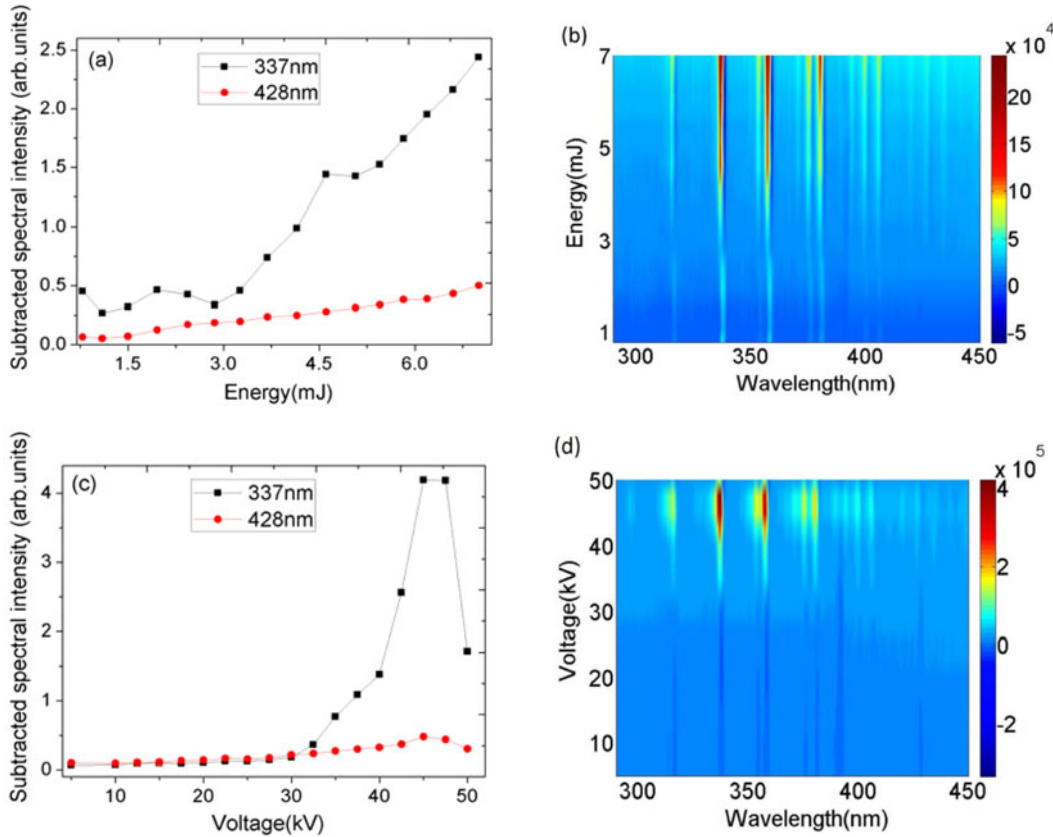 (a)
337nm
428nm
Subtracted spectral intensity (arb.units)
2.5
2.0
1.5
1.0
0.5
0.0
1.5 3.0 4.5 6.0
Energy(mJ)
(b)
x 10^4
Energy(mJ)
7
5
3
1
290 350 400 450
Wavelength(nm)
20
15
10
5
0
-5
(c)
337nm
428nm
Subtracted spectral intensity (arb.units)
4
3
2
1
0
10 20 30 40 50
Voltage(kV)
(d)
x 10^5
Voltage(kV)
50
40
30
20
10
300 350 400 450
Wavelength(nm)
4
2
0
-2